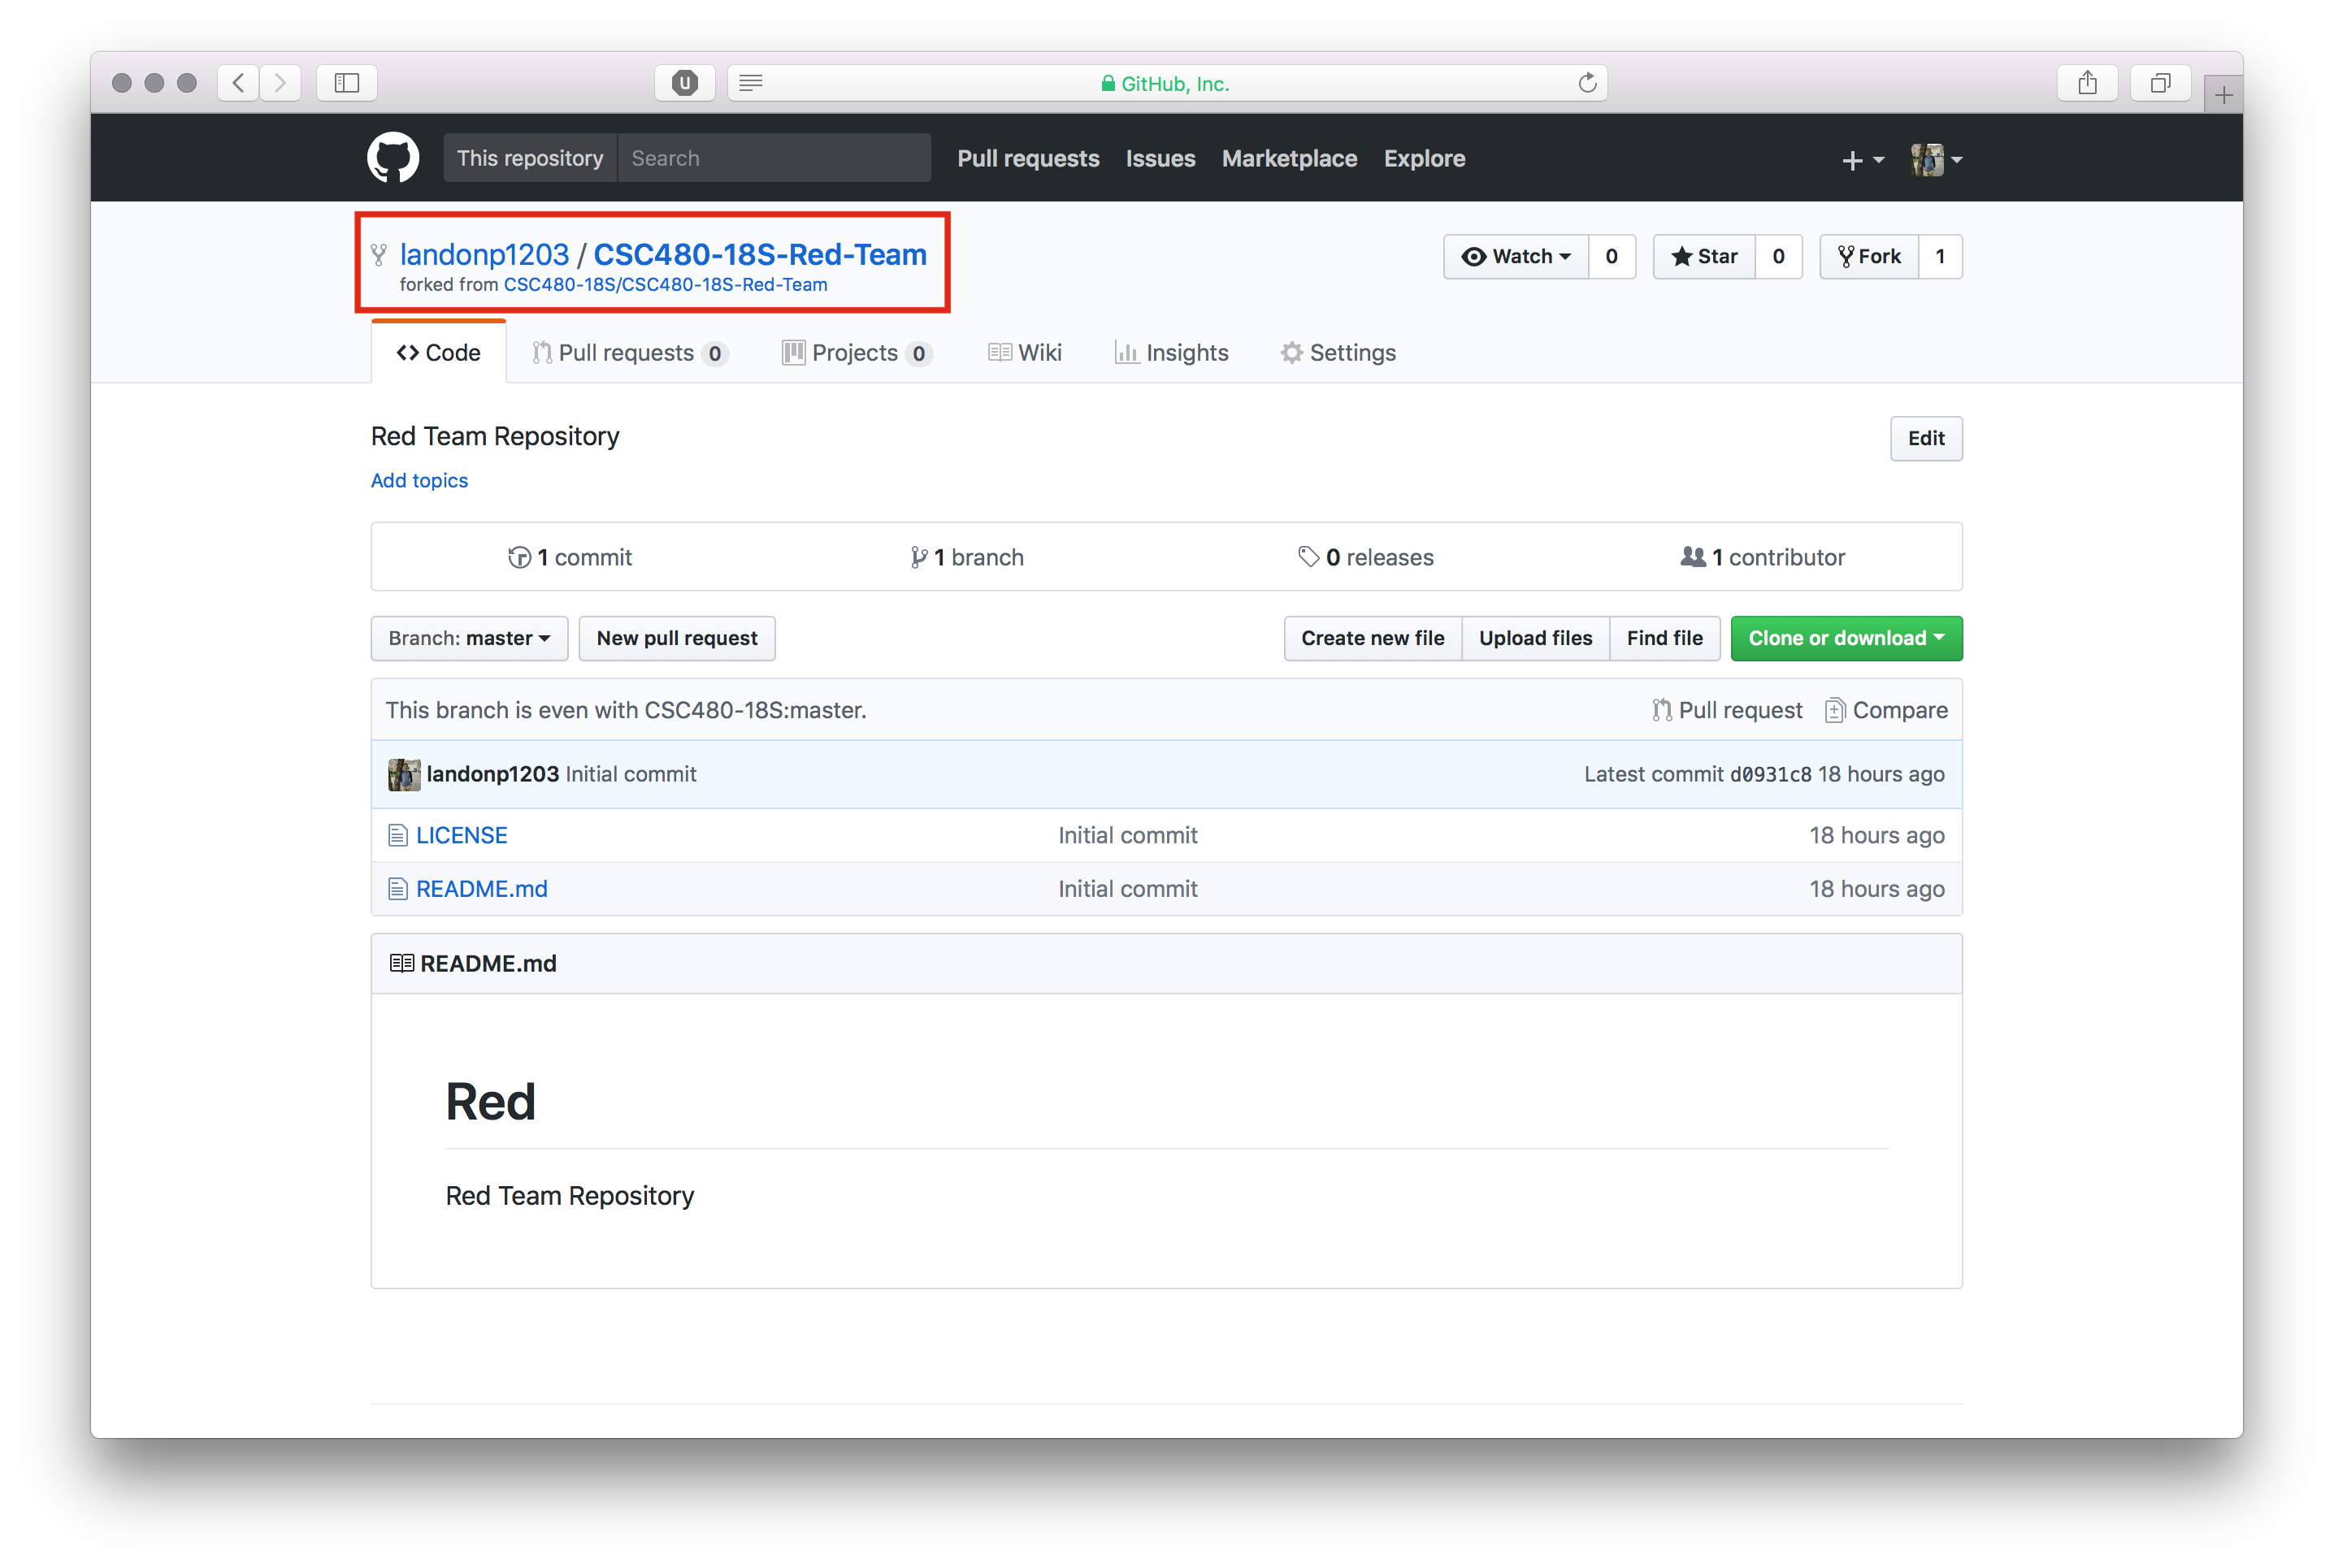 U
GitHub, Inc.
This repository Search Pull requests Issues Marketplace Explore
landonp1203 / CSC480-18S-Red-Team
forked from CSC480-18S/CSC480-18S-Red-Team
Watch 0 Star 0 Fork 1
Code Pull requests 0 Projects 0 Wiki Insights Settings
Red Team Repository
Edit
Add topics
1 commit 1 branch 0 releases 1 contributor
Branch: master New pull request Create new file Upload files Find file Clone or download
This branch is even with CSC480-18S:master. Pull request Compare
landonp1203 Initial commit Latest commit d0931c8 18 hours ago
LICENSE Initial commit 18 hours ago
README.md Initial commit 18 hours ago
README.md
Red
Red Team Repository